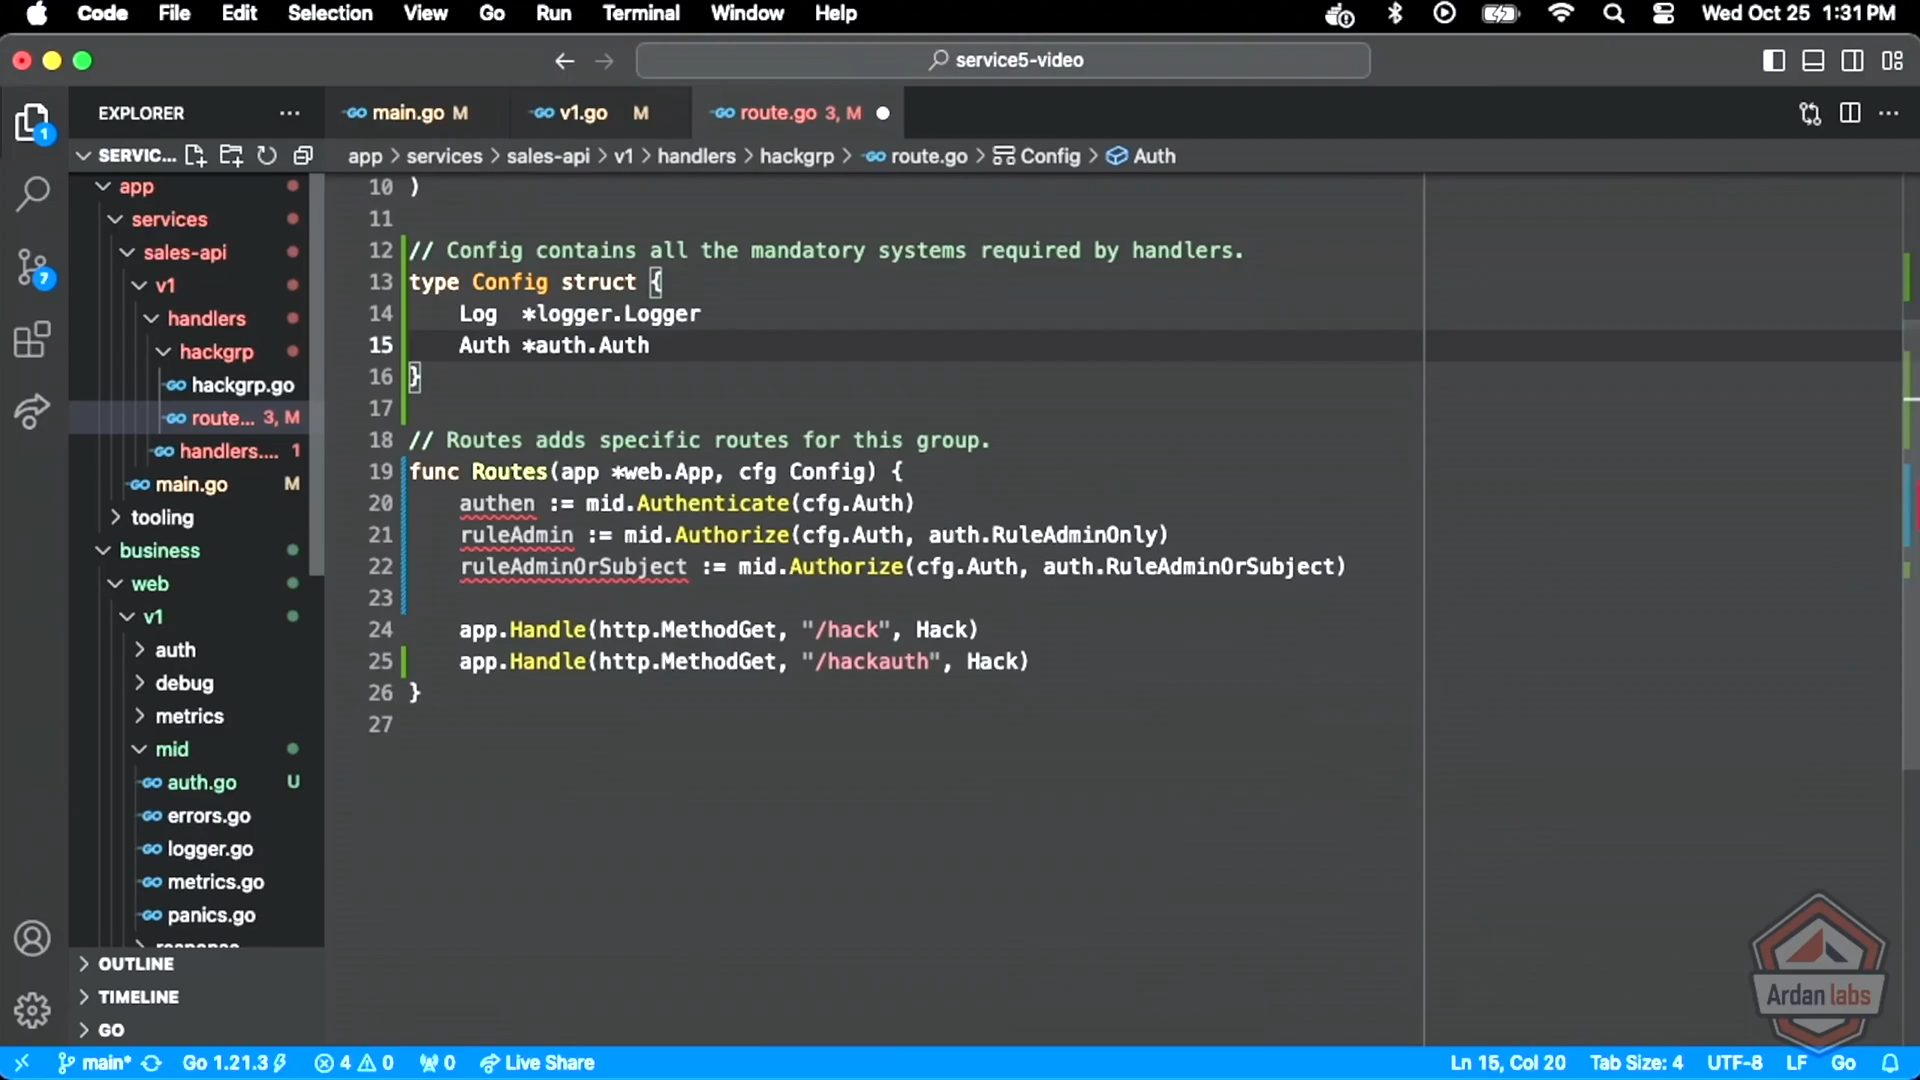 Code File Edit Selection View Go Run Terminal Window Help Wed Oct 25 1:31 PM
service5-video
EXPLORER
main.go M
v1.go M
route.go 3, M
SERVIC...
app > services > sales-api > v1 > handlers > hackgrp > route.go > Config > Auth
app
services
sales-api
v1
handlers
hackgrp
hackgrp.go
route... 3, M
handlers.... 1
main.go M
tooling
business
web
v1
auth
debug
metrics
mid
auth.go U
errors.go
logger.go
metrics.go
panics.go
response
OUTLINE
TIMELINE
GO
1
7
10 )
11
12 // Config contains all the mandatory systems required by handlers.
13 type Config struct {
14 Log *logger.Logger
15 Auth *auth.Auth
16 }
17
18 // Routes adds specific routes for this group.
19 func Routes(app *web.App, cfg Config) {
20 authen := mid.Authenticate(cfg.Auth)
21 ruleAdmin := mid.Authorize(cfg.Auth, auth.RuleAdminOnly)
22 ruleAdminOrSubject := mid.Authorize(cfg.Auth, auth.RuleAdminOrSubject)
23
24 app.Handle(http.MethodGet, "/hack", Hack)
25 app.Handle(http.MethodGet, "/hackauth", Hack)
26 }
27
Ardan labs
main* Go 1.21.3 4 0 0 Live Share Ln 15, Col 20 Tab Size: 4 UTF-8 LF Go